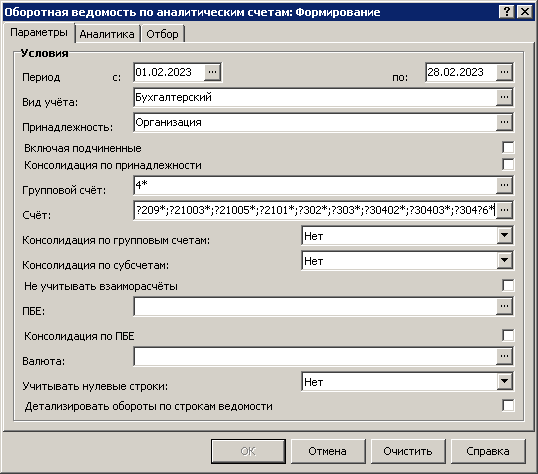 Оборотная ведомость по аналитическим счетам: Формирование
Параметры Аналитика Отбор
Условия
Период с: 01.02.2023 ... по: 28.02.2023 ...
Вид учёта: Бухгалтерский ...
Принадлежность: Организация ...
Включая подчиненные
Консолидация по принадлежности
Групповой счёт: 4* ...
Счёт: ?209*;?21003*;?21005*;?2101*;?302*;?303*;?30402*;?30403*;?304?6* ...
Консолидация по групповым счетам: Нет
Консолидация по субсчетам: Нет
Не учитывать взаиморасчёты
ПБЕ: ...
Консолидация по ПБЕ
Валюта: ...
Учитывать нулевые строки: Нет
Детализировать обороты по строкам ведомости
OK Отмена Очистить Справка